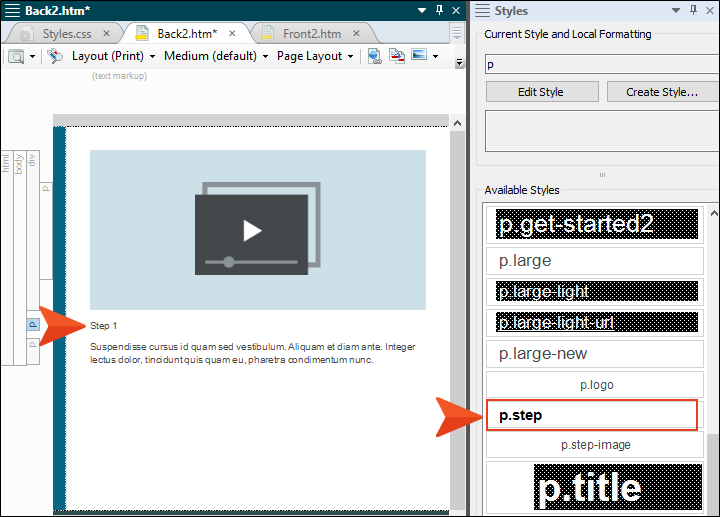 Back2.htm*
Styles.css
Back2.htm*
Front2.htm
Layout (Print)
Medium (default)
Page Layout
(text markup)
html
body
div
p
p
p
Step 1
Suspendisse cursus id quam sed vestibulum. Aliquam et diam ante. Integer
lectus dolor, tincidunt quis quam eu, pharetra condimentum nunc.
Styles
Current Style and Local Formatting
p
Edit Style
Create Style...
Available Styles
p.get-started2
p.large
p.large-light
p.large-light-url
p.large-new
p.logo
p.step
p.step-image
p.title